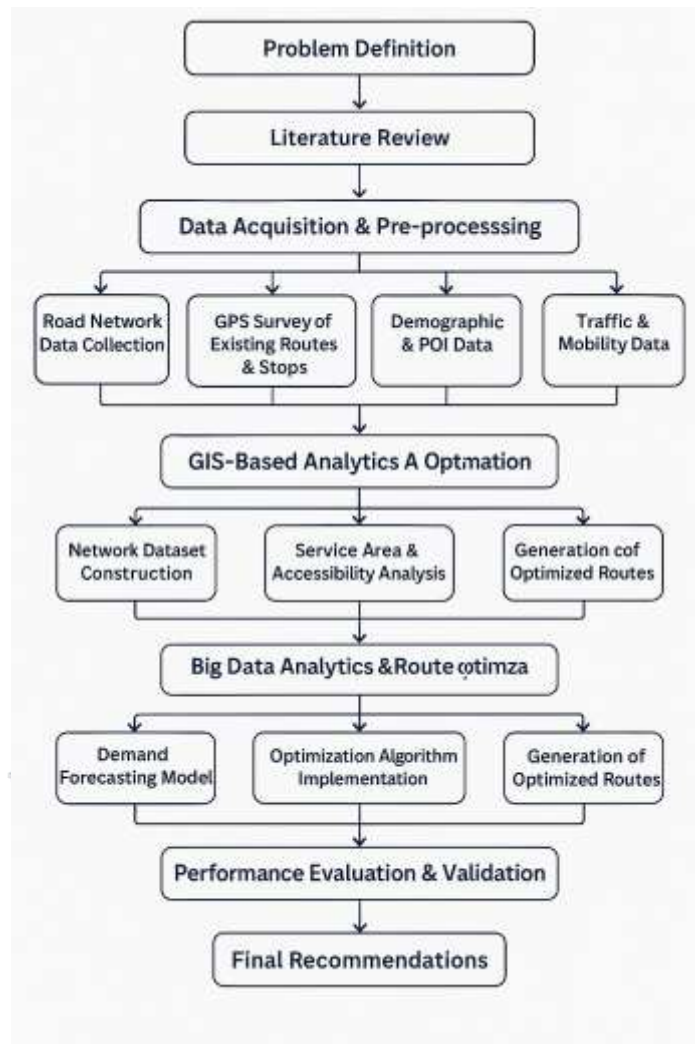 Problem Definition
Literature Review
Data Acquisition & Pre-processsing
Road Network
Data Collection
GPS Survey of
Existing Routes
& Stops
Demographic
& POI Data
Traffic &
Mobility Data
GIS-Based Analytics A Optmation
Network Dataset
Construction
Service Area &
Accessibility Analysis
Generation cof
Optimized Routes
Big Data Analytics &Route optimza
Demand
Forecasting Model
Optimization Algorithm
Implementation
Generation of
Optimized Routes
Performance Evaluation & Validation
Final Recommendations